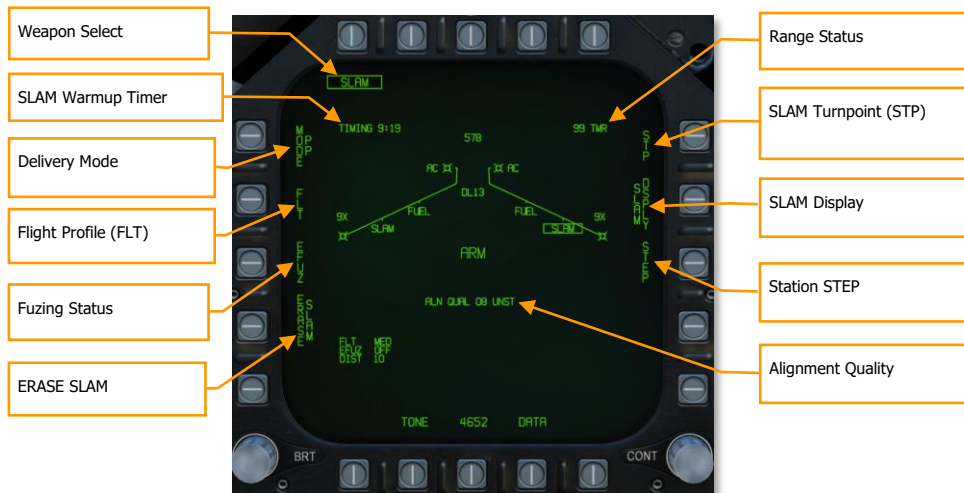 Weapon Select
SLAM Warmup Timer
Delivery Mode
Flight Profile (FLT)
Fuzing Status
ERASE SLAM
SLAM
TIMING 9:19
578
99 TMR
MODE
PP
FLT
EFUZ
ERASE
SLAM
AC
AC
DL13
FUEL
FUEL
9X
9X
SLAM
SLAM
ARM
ALN QUAL 08 UNST
FLT MED
EFUZ OFF
DIST 10
TONE 4652 DATA
STP
SLAM
DSPLY
STEP
BRT
CONT
Range Status
SLAM Turnpoint (STP)
SLAM Display
Station STEP
Alignment Quality